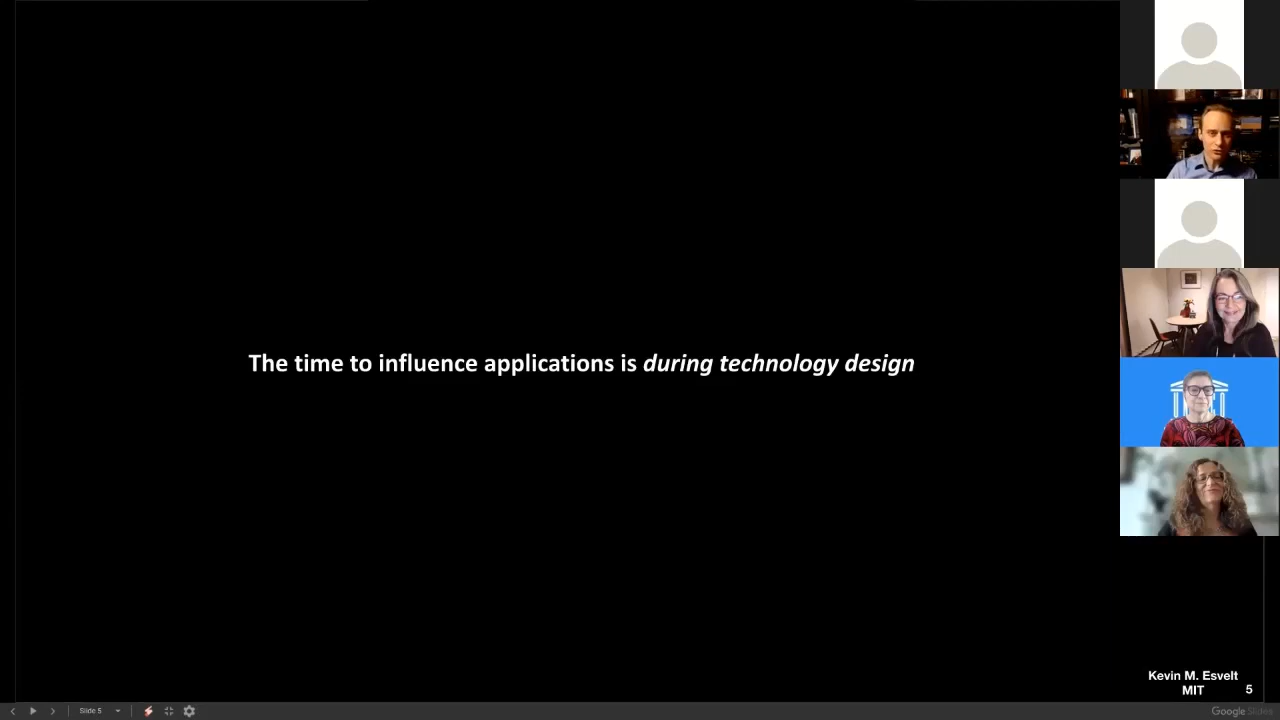 The time to influence applications is during technology design
Kevin M. Esvelt
MIT
5
Slide 5
Google Slides